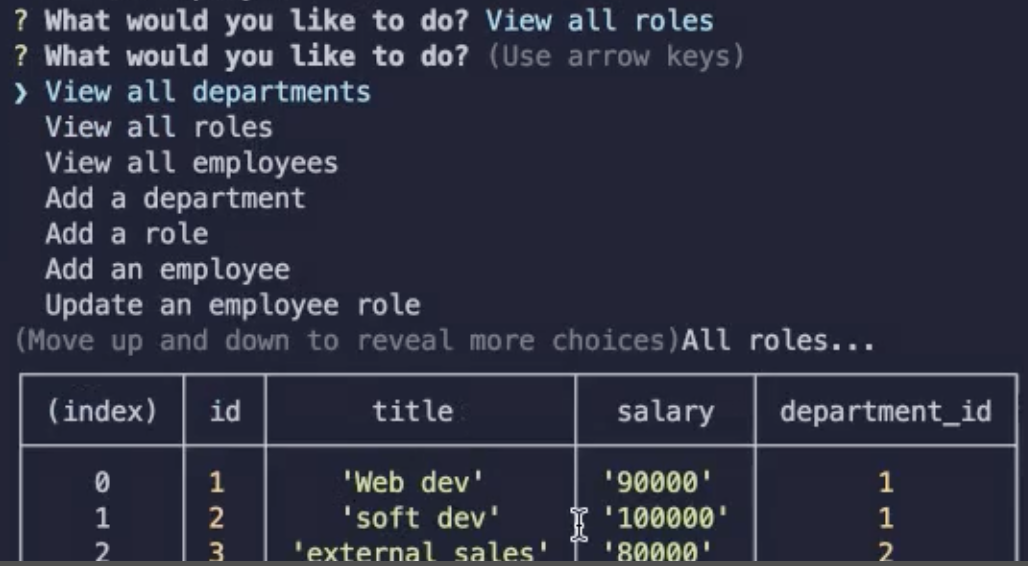 ? What would you like to do? View all roles
? What would you like to do? (Use arrow keys)
❯ View all departments
View all roles
View all employees
Add a department
Add a role
Add an employee
Update an employee role
(Move up and down to reveal more choices)All roles...
(index) id title salary department_id
0 1 'Web dev' '90000' 1
1 2 'soft dev' '100000' 1
2 3 'external sales' '80000' 2